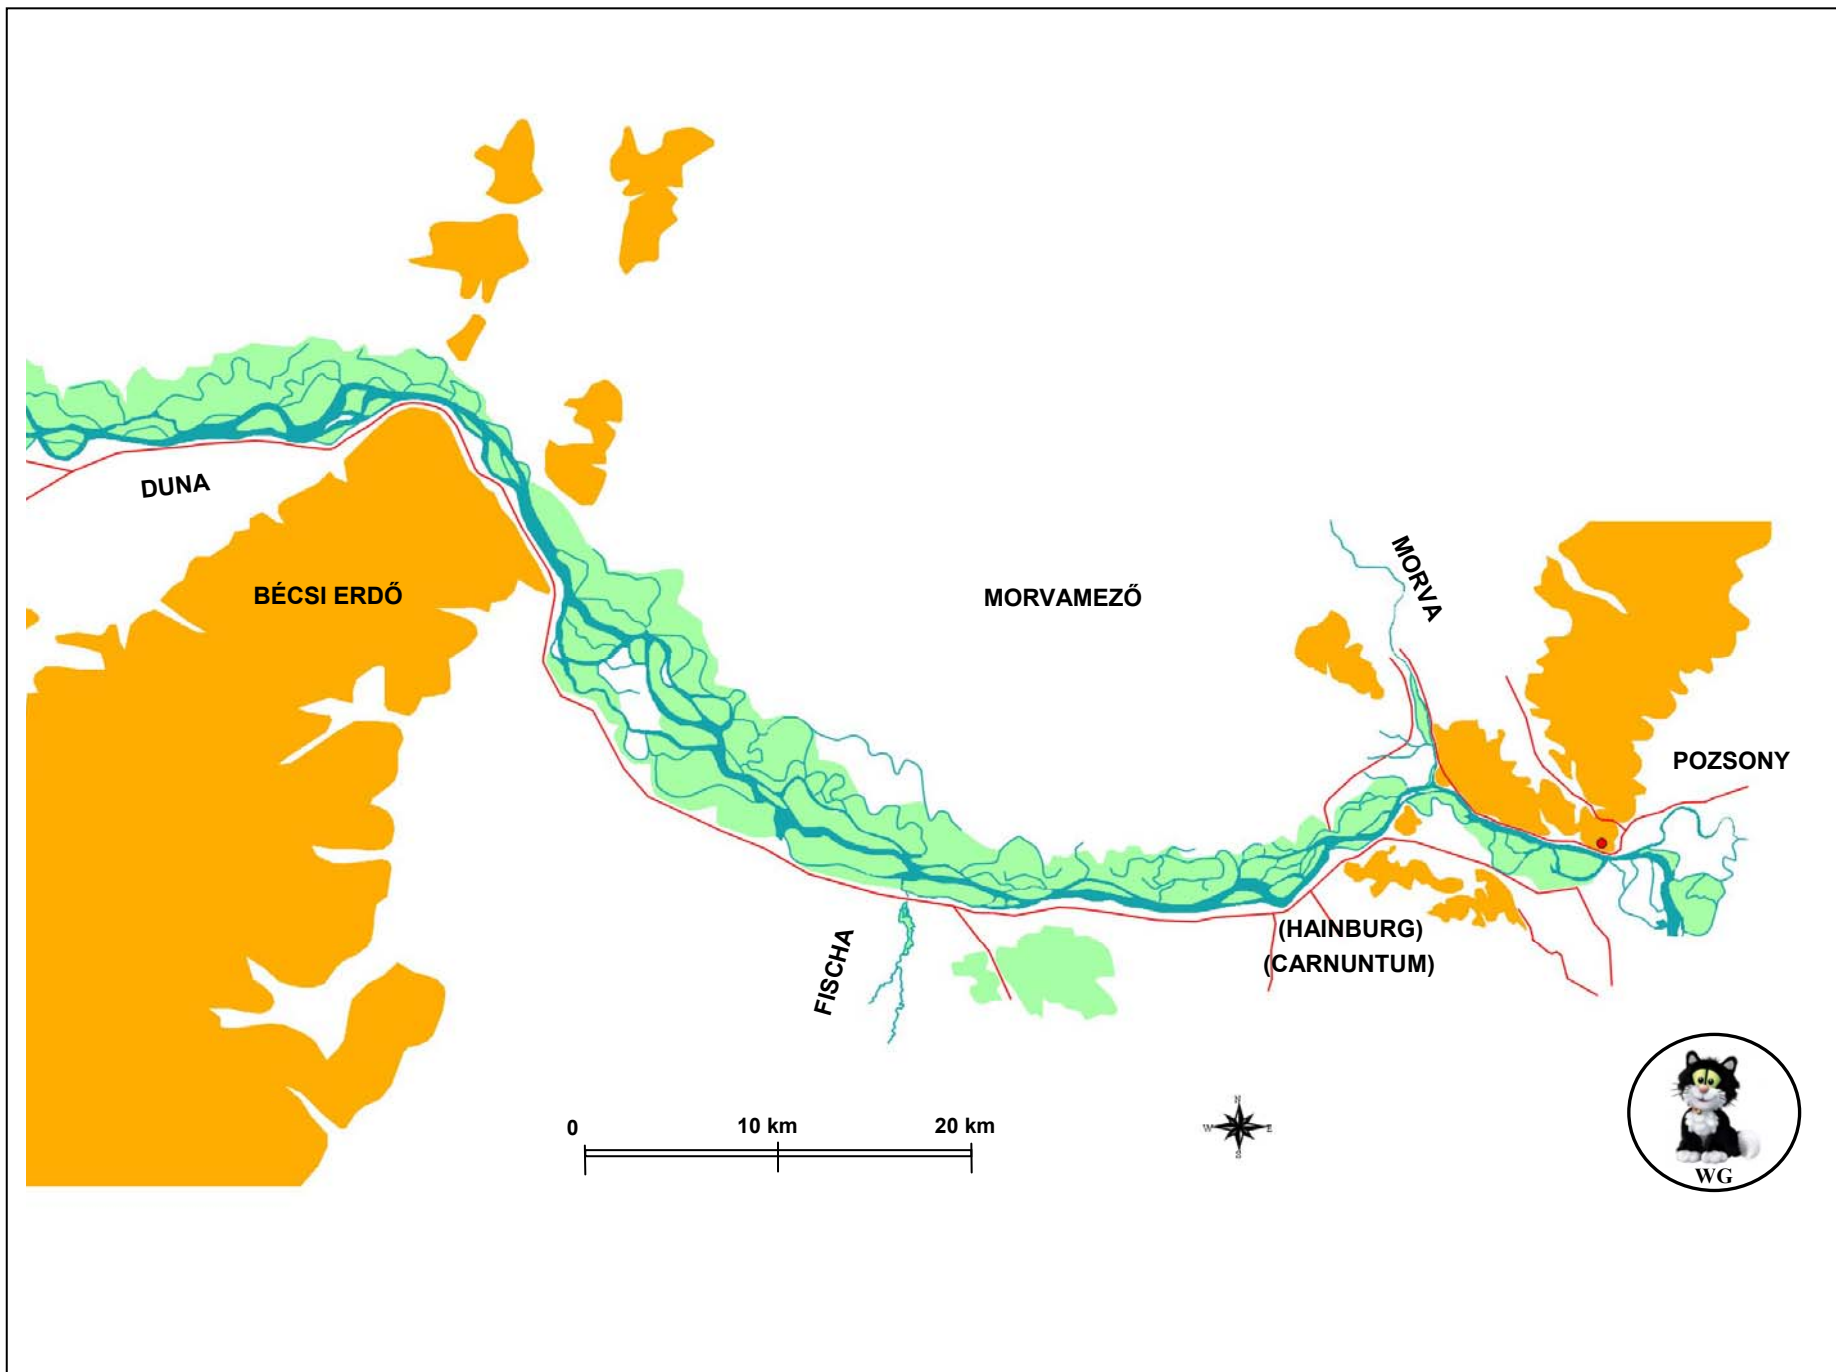 DUNA
BÉCSI ERDŐ
MORVAMEZŐ
MORVA
POZSONY
FISCHA
(HAINBURG)
(CARNUNTUM)
0 10 km 20 km
N
W E
S
WG